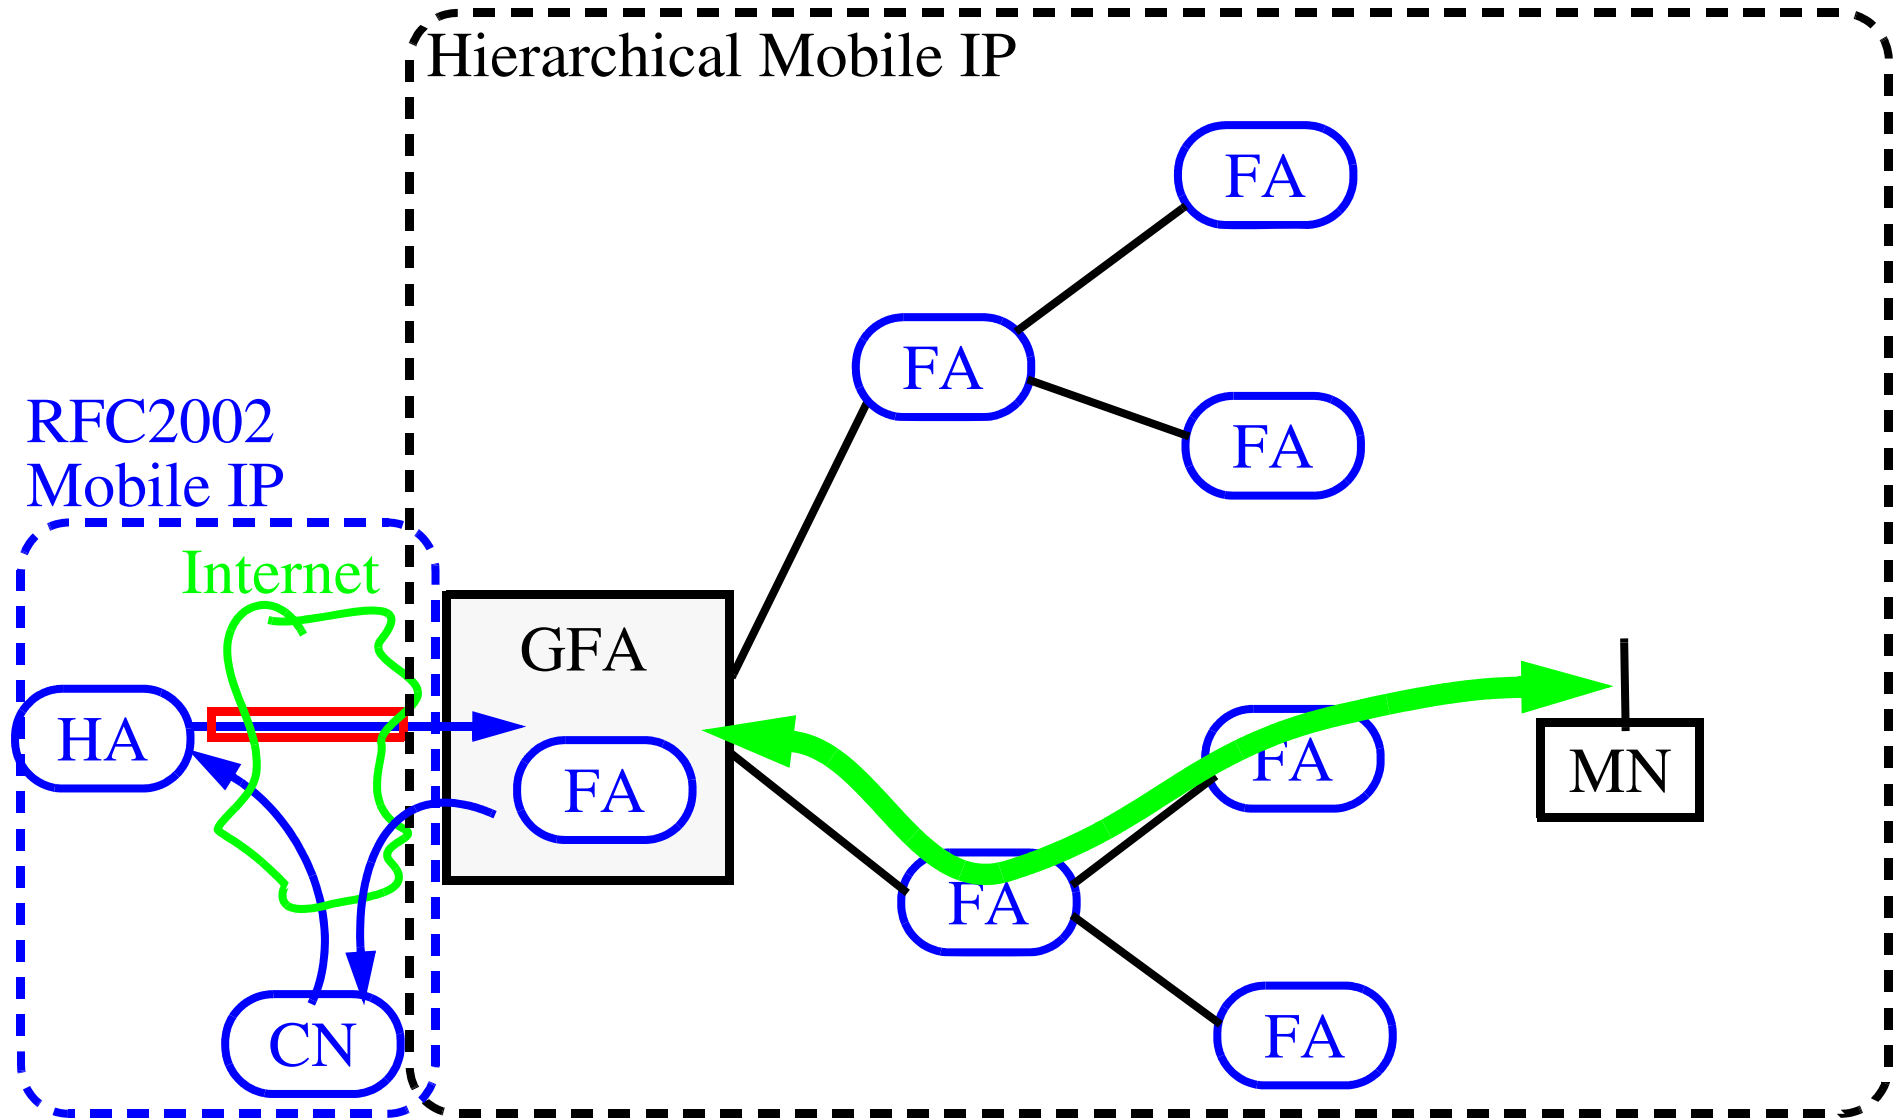 Hierarchical Mobile IP
FA
FA
FA
RFC2002
Mobile IP
Internet
GFA
HA
FA
FA
MN
FA
CN
FA